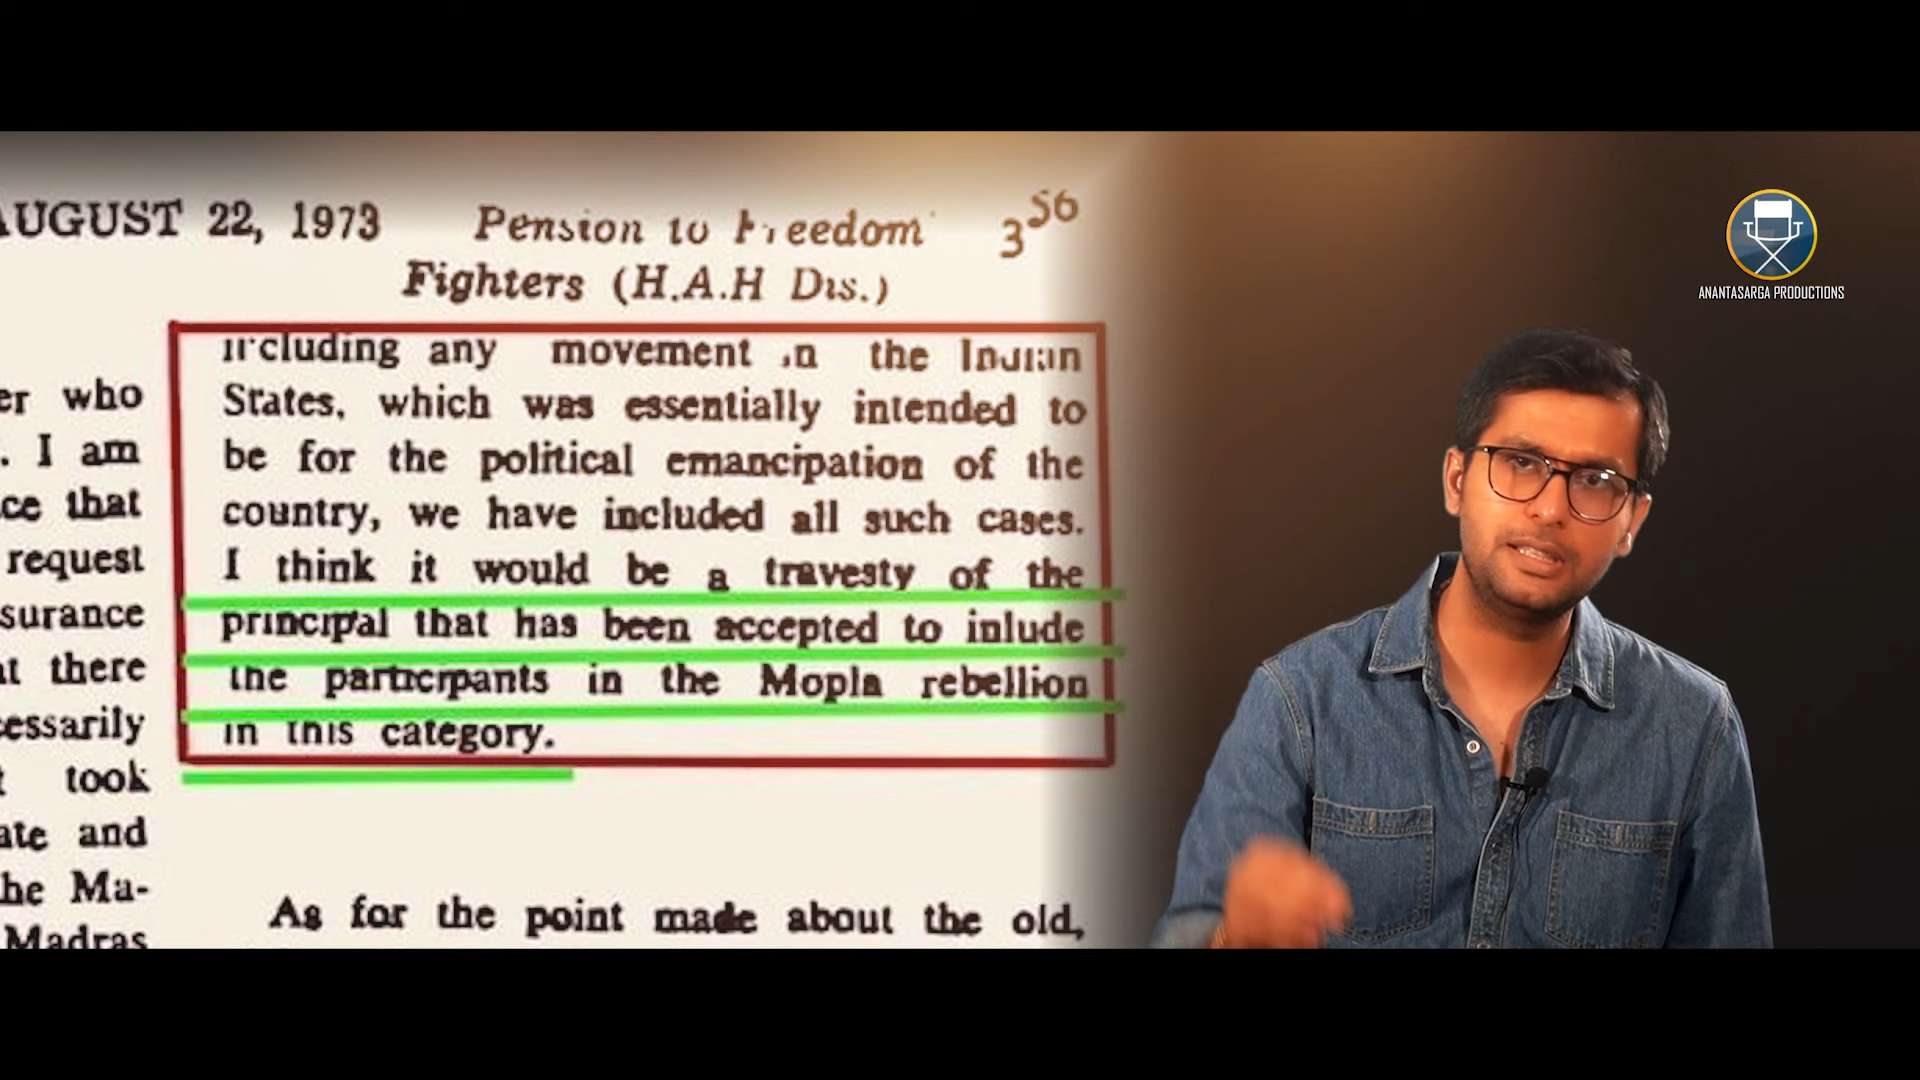 AUGUST 22, 1973 Pension to Freedom 356
Fighters (H.A.H Dis.)
including any movement in the Indian
States, which was essentially intended to
be for the political emancipation of the
country, we have included all such cases.
I think it would be a travesty of the
principal that has been accepted to inlude
the participants in the Mopla rebellion
in this category.
As for the point made about the old,
er who
. I am
ce that
request
surance
at there
cessarily
t took
ate and
he Ma-
Madras
ANANTASARGA PRODUCTIONS